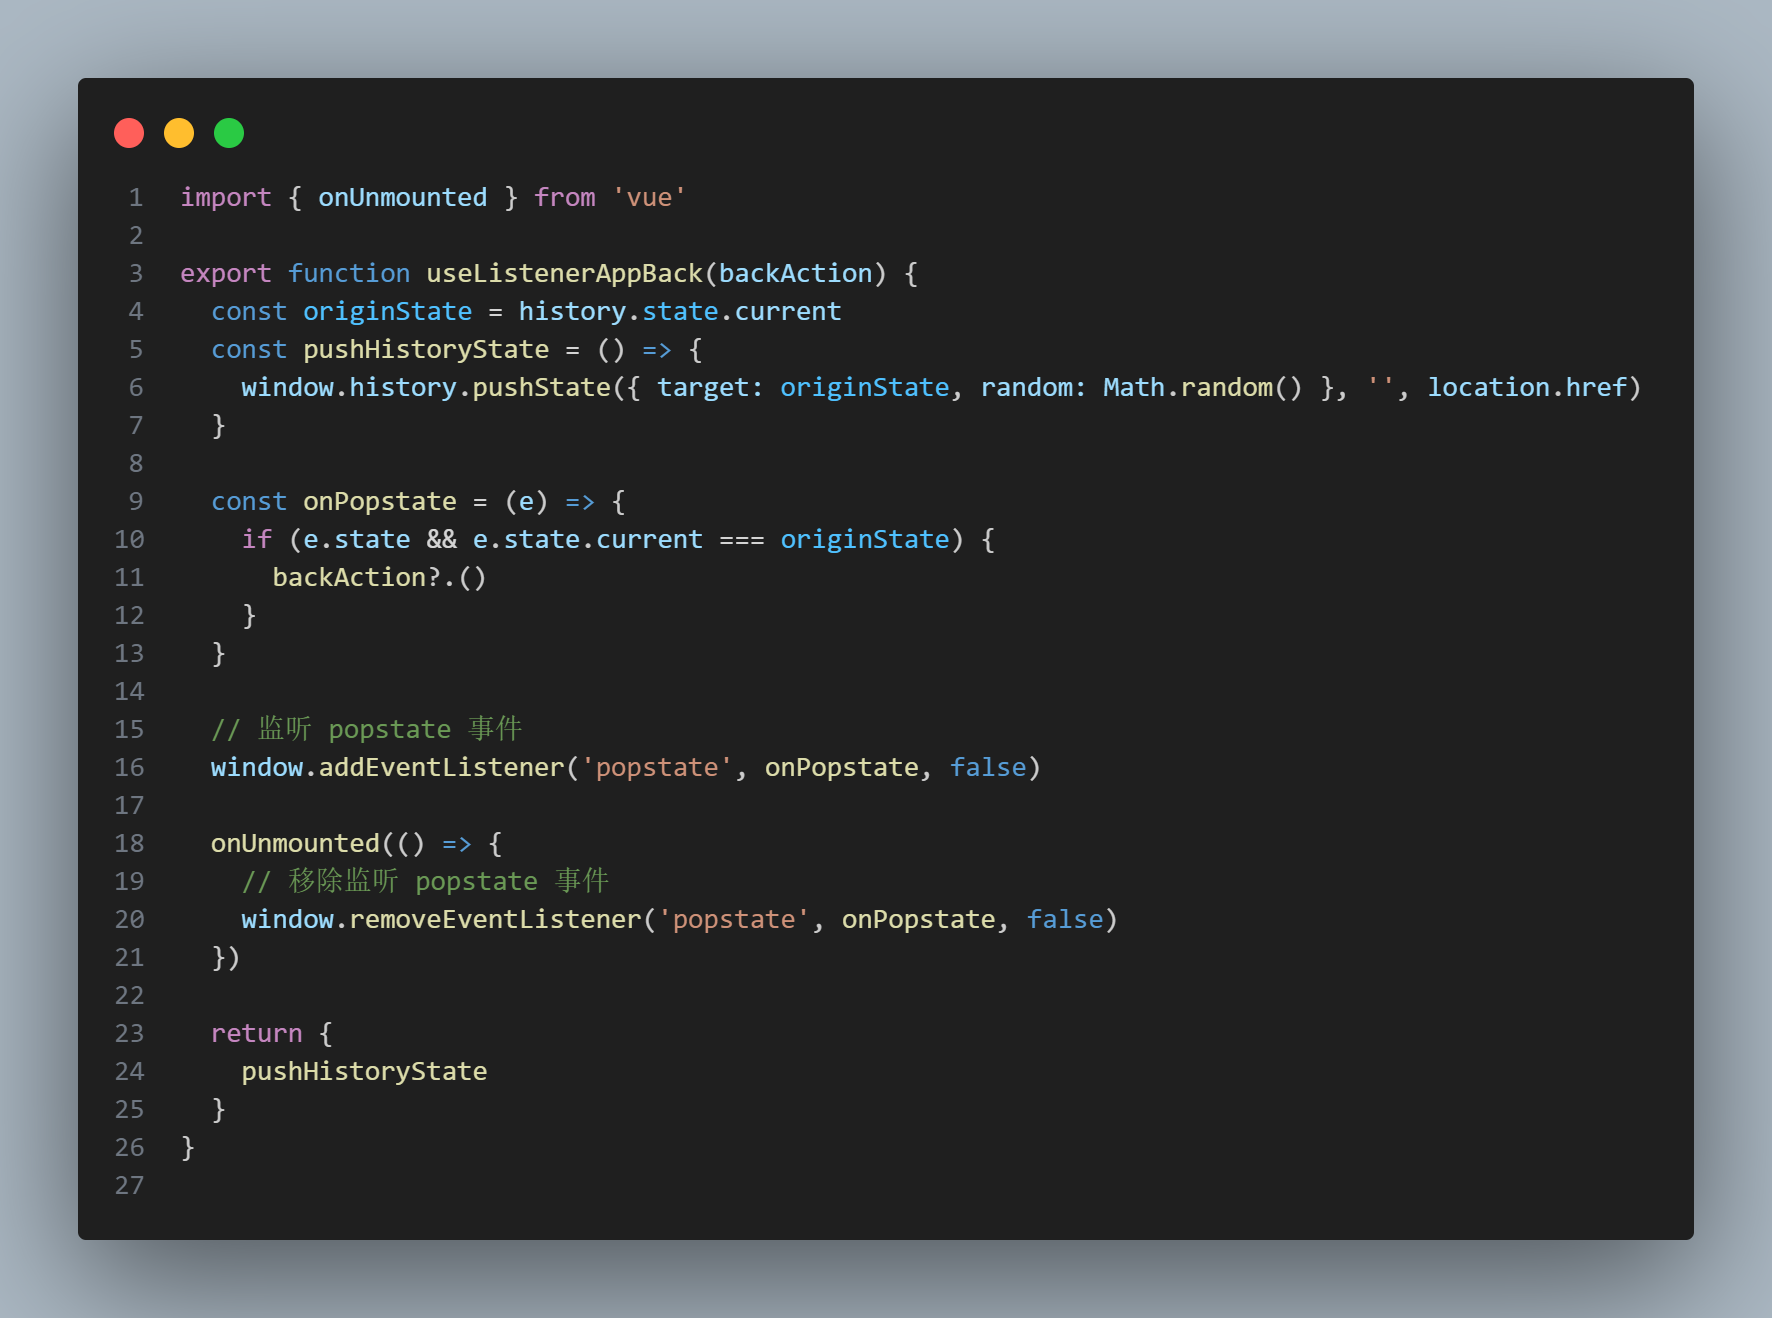 1 import { onUnmounted } from 'vue'
2
3 export function useListenerAppBack(backAction) {
4   const originState = history.state.current
5   const pushHistoryState = () => {
6     window.history.pushState({ target: originState, random: Math.random() }, '', location.href)
7   }
8
9   const onPopstate = (e) => {
10     if (e.state && e.state.current === originState) {
11       backAction?.()
12     }
13   }
14
15   // 监听 popstate 事件
16   window.addEventListener('popstate', onPopstate, false)
17
18   onUnmounted(() => {
19     // 移除监听 popstate 事件
20     window.removeEventListener('popstate', onPopstate, false)
21   })
22
23   return {
24     pushHistoryState
25   }
26 }
27